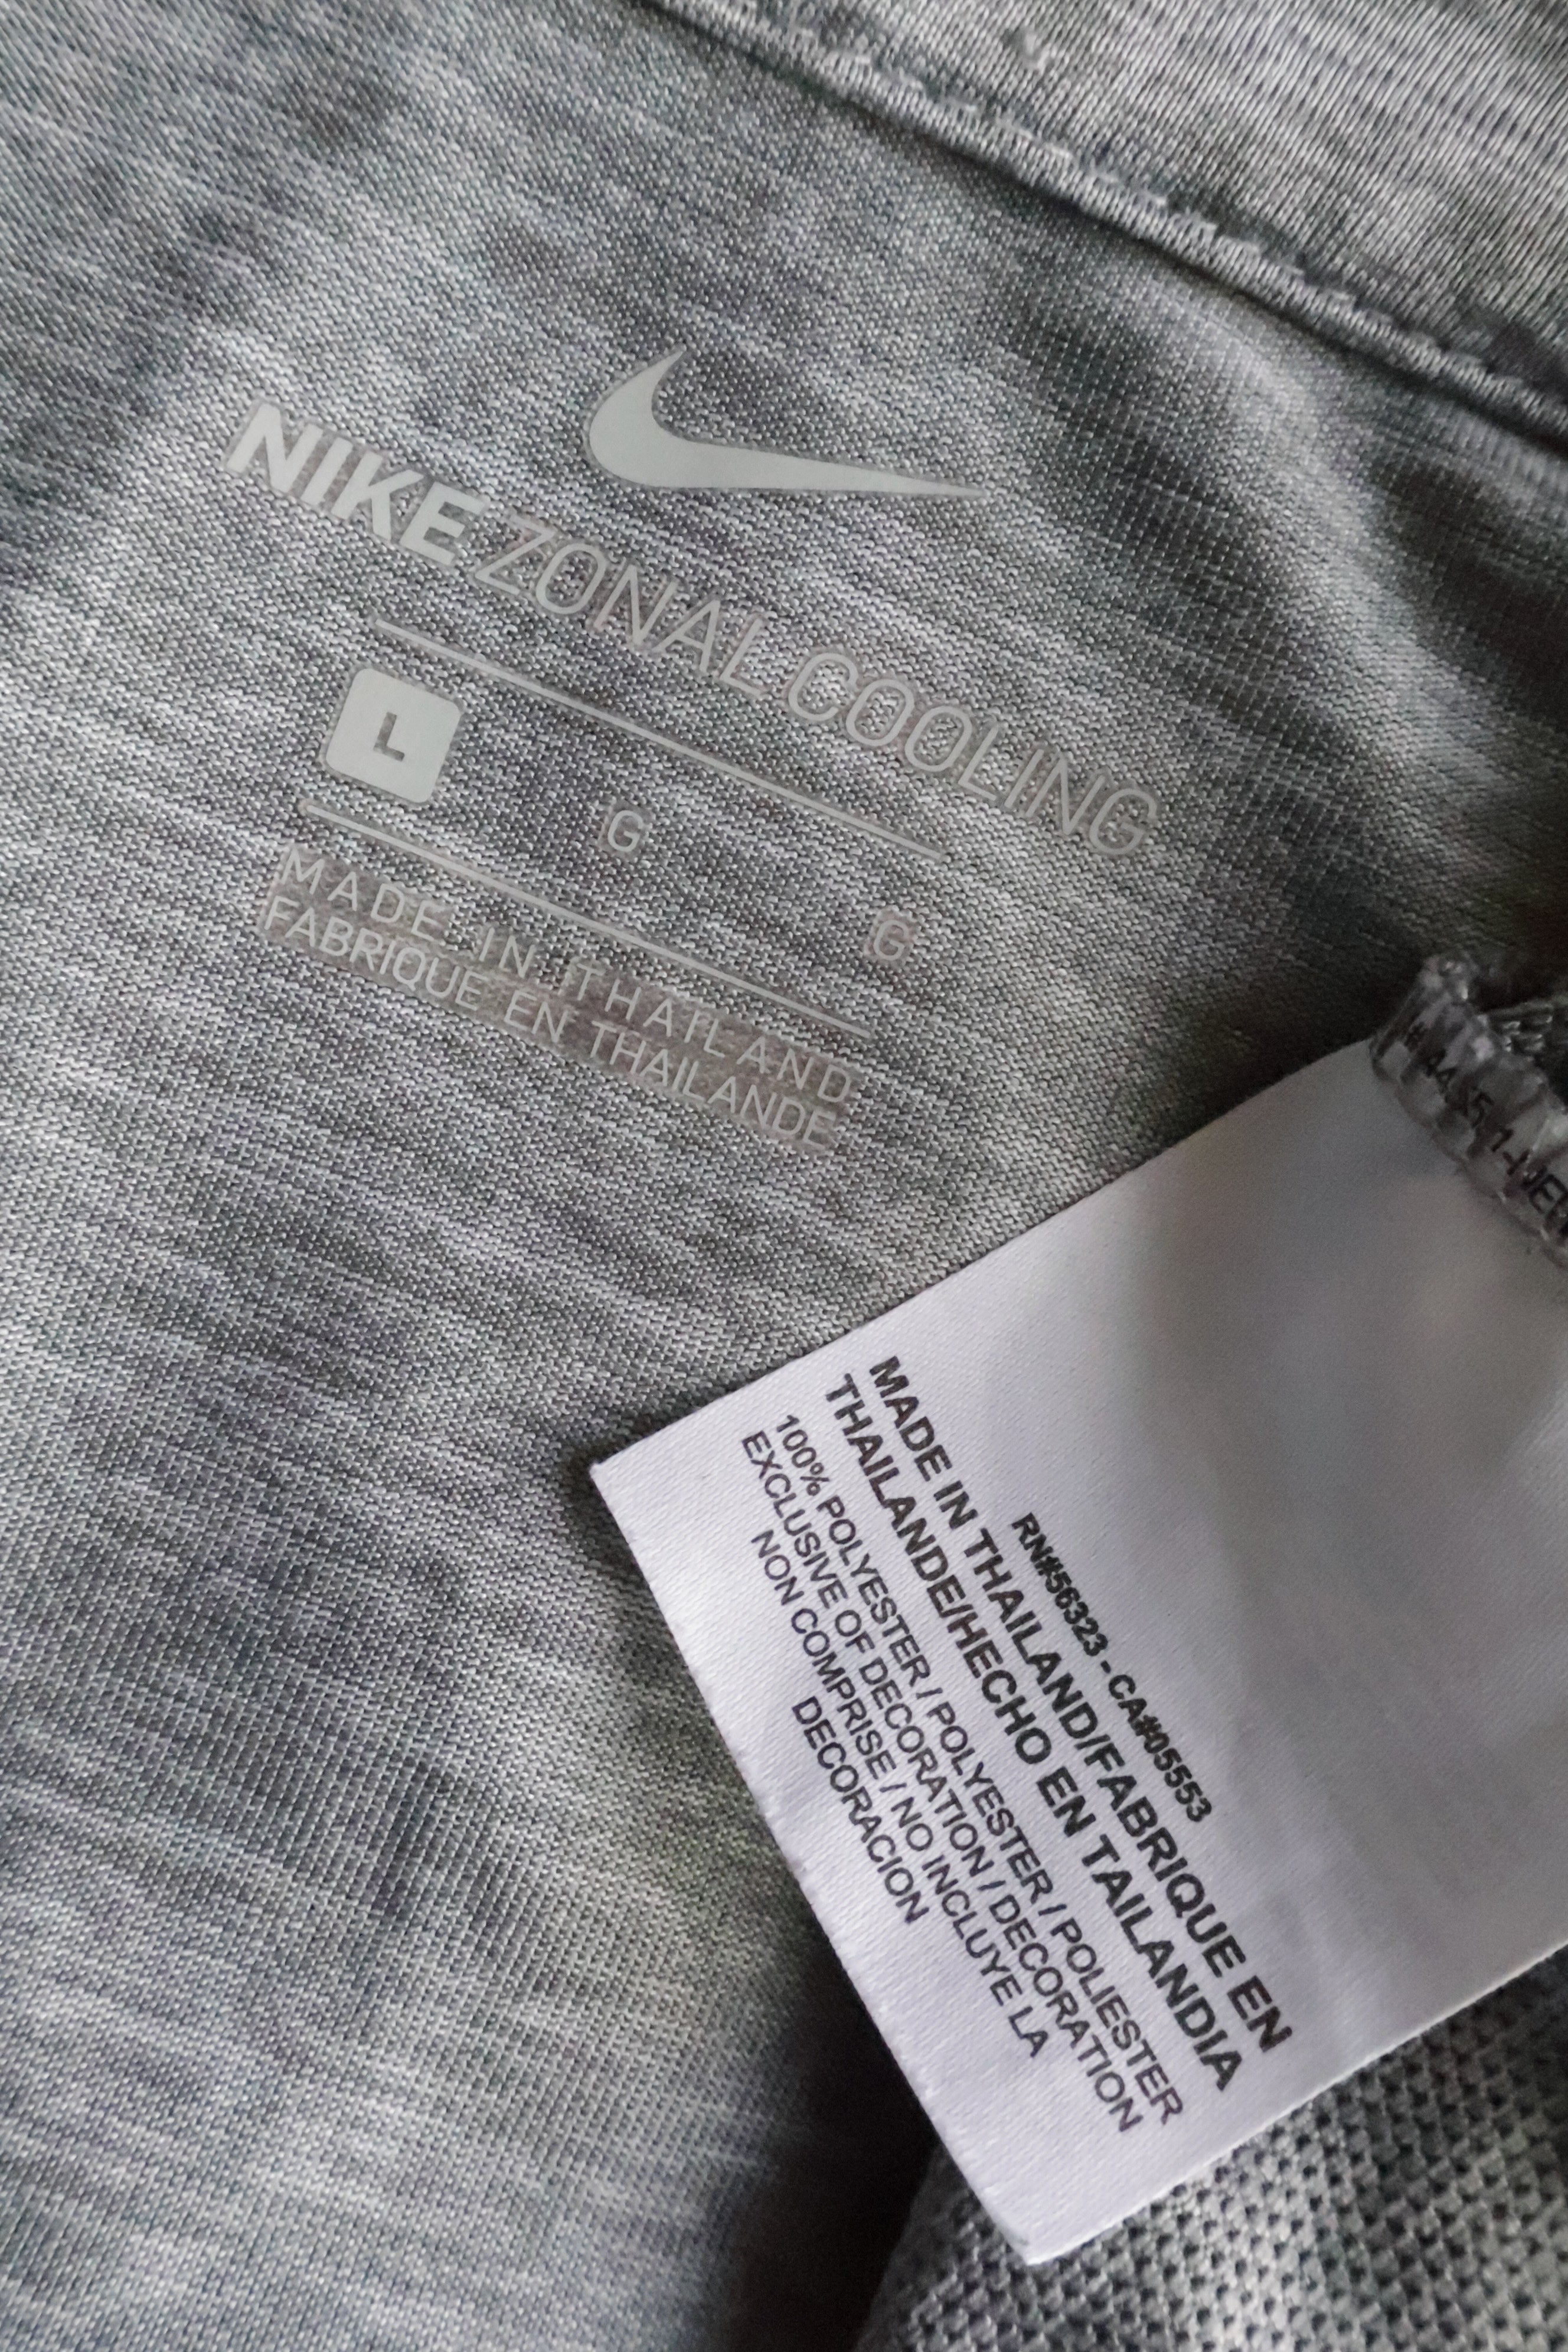 NIKE ZONAL COOLING
L G G
MADE IN THAILAND
FABRIQUE EN THAILANDE
RN#56323 - CA#05553
MADE IN THAILAND/FABRIQUE EN
THAILANDE/HECHO EN TAILANDIA
100% POLYESTER / POLYESTER / POLIESTER
EXCLUSIVE OF DECORATION / DECORATION
NON COMPRISE / NO INCLUYE LA
DECORACION